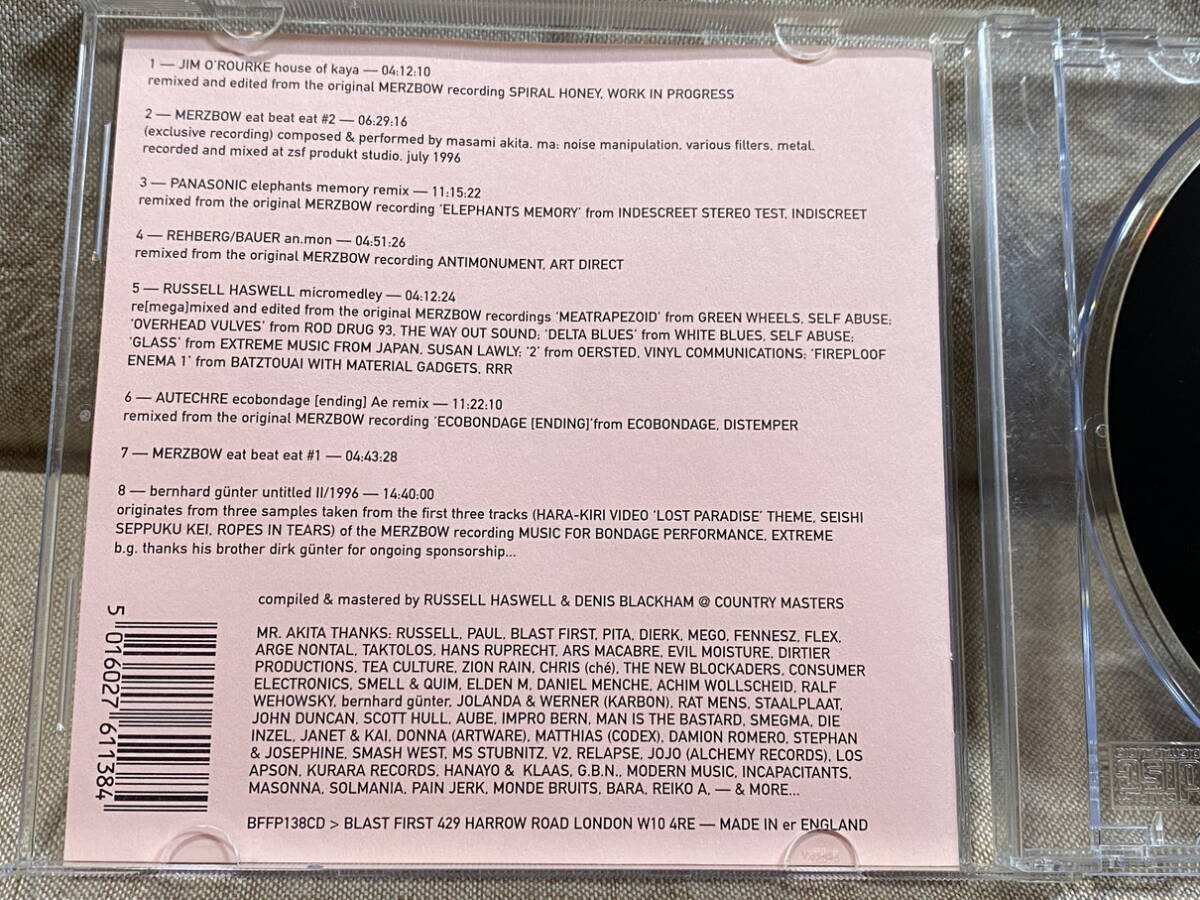 1 — JIM O'ROURKE house of kaya — 04:12:10
remixed and edited from the original MERZBOW recording SPIRAL HONEY, WORK IN PROGRESS
2 — MERZBOW eat beat eat #2 — 06:29:16
(exclusive recording) composed & performed by masami akita. ma: noise manipulation, various filters, metal.
recorded and mixed at zsf produkt studio. july 1996
3 — PANASONIC elephants memory remix — 11:15:22
remixed from the original MERZBOW recording 'ELEPHANTS MEMORY' from INDESCREET STEREO TEST, INDISCREET
4 — REHBERG/BAUER an.mon — 04:51:26
remixed from the original MERZBOW recording ANTIMONUMENT, ART DIRECT
5 — RUSSELL HASWELL micromedley — 04:12:24
re[mega]mixed and edited from the original MERZBOW recordings 'MEATRAPEZOID' from GREEN WHEELS, SELF ABUSE;
'OVERHEAD VULVES' from ROD DRUG 93, THE WAY OUT SOUND; 'DELTA BLUES' from WHITE BLUES, SELF ABUSE;
'GLASS' from EXTREME MUSIC FROM JAPAN, SUSAN LAWLY; '2' from OERSTED, VINYL COMMUNICATIONS; 'FIREPLOOF
ENEMA 1' from BATZTOUAI WITH MATERIAL GADGETS, RRR
6 — AUTECHRE ecobondage [ending] Ae remix — 11:22:10
remixed from the original MERZBOW recording 'ECOBONDAGE [ENDING]'from ECOBONDAGE, DISTEMPER
7 — MERZBOW eat beat eat #1 — 04:43:28
8 — bernhard günter untitled II/1996 — 14:40:00
originates from three samples taken from the first three tracks (HARA-KIRI VIDEO 'LOST PARADISE' THEME, SEISHI
SEPPUKU KEI, ROPES IN TEARS) of the MERZBOW recording MUSIC FOR BONDAGE PERFORMANCE, EXTREME
b.g. thanks his brother dirk günter for ongoing sponsorship...
compiled & mastered by RUSSELL HASWELL & DENIS BLACKHAM @ COUNTRY MASTERS
MR. AKITA THANKS: RUSSELL, PAUL, BLAST FIRST, PITA, DIERK, MEGO, FENNESZ, FLEX,
ARGE NONTAL, TAKTOLOS, HANS RUPRECHT, ARS MACABRE, EVIL MOISTURE, DIRTIER
PRODUCTIONS, TEA CULTURE, ZION RAIN, CHRIS (ché), THE NEW BLOCKADERS, CONSUMER
ELECTRONICS, SMELL & QUIM, ELDEN M, DANIEL MENCHE, ACHIM WOLLSCHEID, RALF
WEHOWSKY, bernhard günter, JOLANDA & WERNER (KARBON), RAT MENS, STAALPLAAT,
JOHN DUNCAN, SCOTT HULL, AUBE, IMPRO BERN, MAN IS THE BASTARD, SMEGMA, DIE
INZEL, JANET & KAI, DONNA (ARTWARE), MATTHIAS (CODEX), DAMION ROMERO, STEPHAN
& JOSEPHINE, SMASH WEST, MS STUBNITZ, V2, RELAPSE, JOJO (ALCHEMY RECORDS), LOS
APSON, KURARA RECORDS, HANAYO & KLAAS, G.B.N., MODERN MUSIC, INCAPACITANTS,
MASONNA, SOLMANIA, PAIN JERK, MONDE BRUITS, BARA, REIKO A, — & MORE...
BFFP138CD > BLAST FIRST 429 HARROW ROAD LONDON W10 4RE — MADE IN er ENGLAND
5 016027 611384